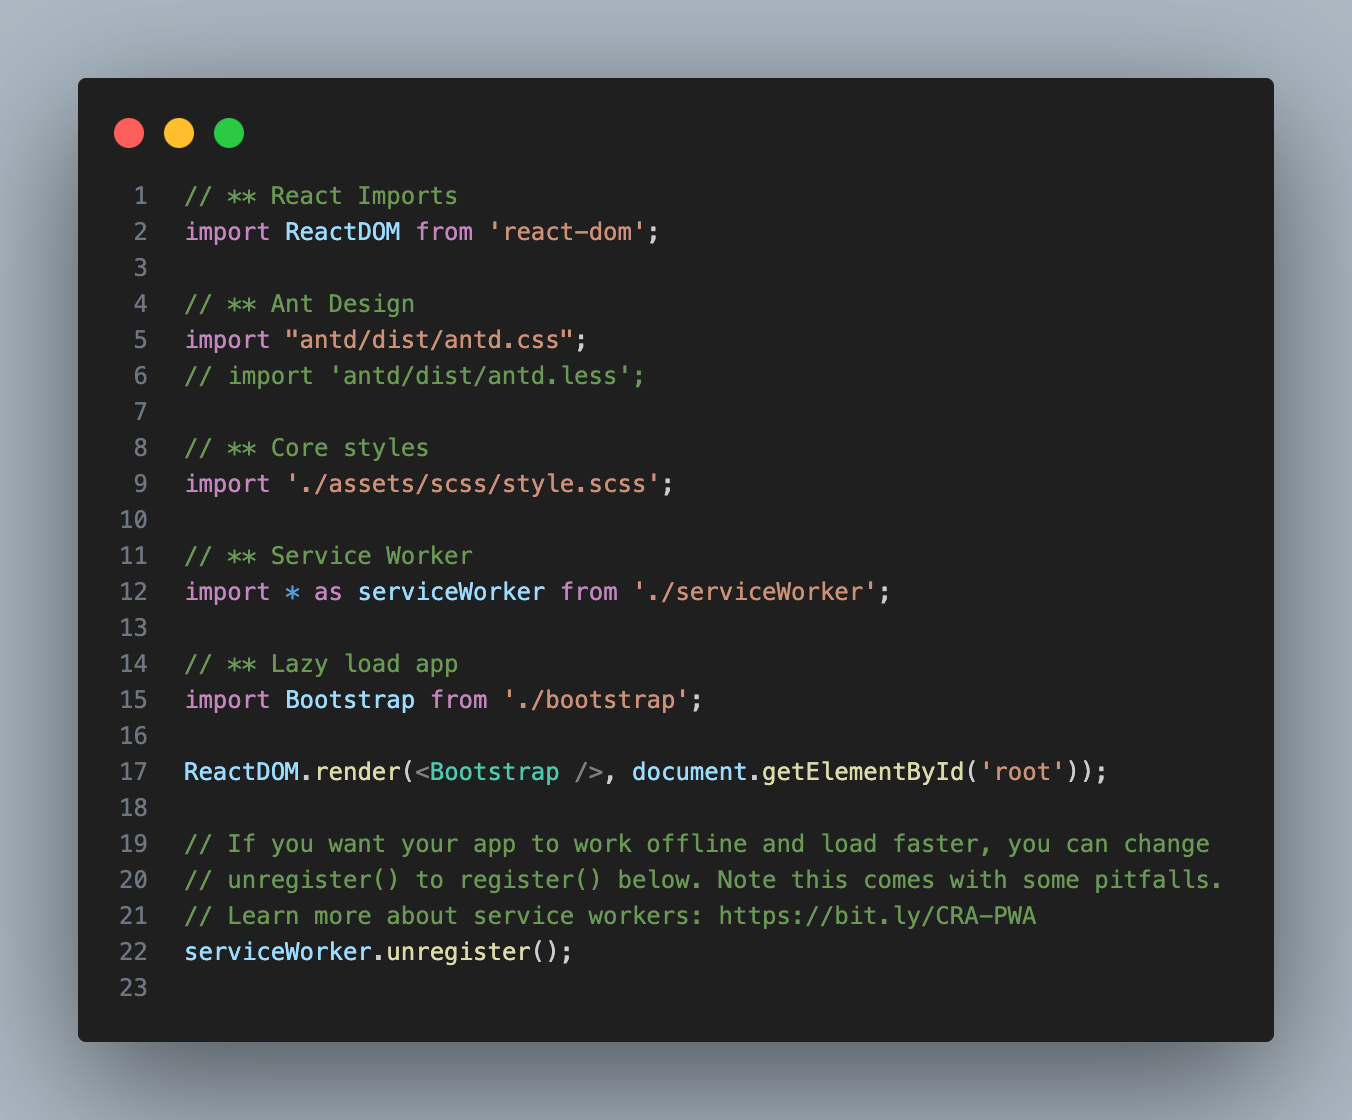 1 // ** React Imports
2 import ReactDOM from 'react-dom';
3
4 // ** Ant Design
5 import "antd/dist/antd.css";
6 // import 'antd/dist/antd.less';
7
8 // ** Core styles
9 import './assets/scss/style.scss';
10
11 // ** Service Worker
12 import * as serviceWorker from './serviceWorker';
13
14 // ** Lazy load app
15 import Bootstrap from './bootstrap';
16
17 ReactDOM.render(<Bootstrap />, document.getElementById('root'));
18
19 // If you want your app to work offline and load faster, you can change
20 // unregister() to register() below. Note this comes with some pitfalls.
21 // Learn more about service workers: https://bit.ly/CRA-PWA
22 serviceWorker.unregister();
23